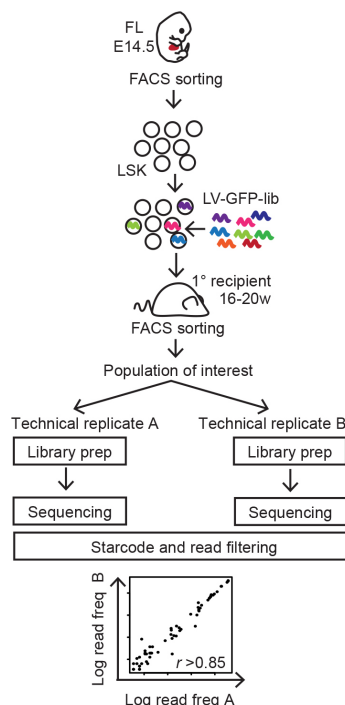 FL
E14.5
FACS sorting
LSK
LV-GFP-lib
1° recipient
16-20w
FACS sorting
Population of interest
Technical replicate A
Technical replicate B
Library prep
Library prep
Sequencing
Sequencing
Starcode and read filtering
Log read freq B
r >0.85
Log read freq A